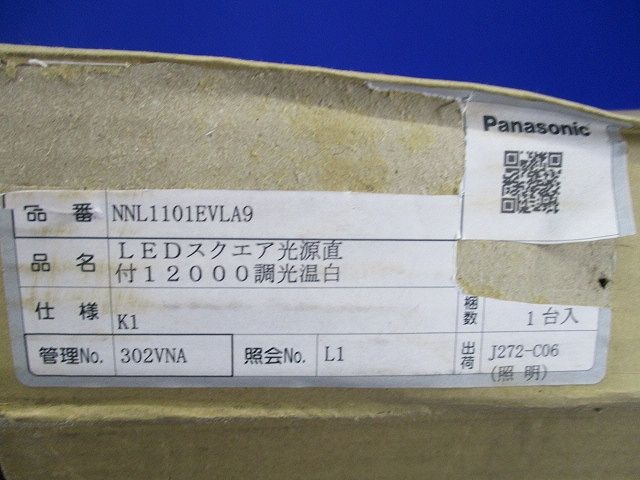 Panasonic
品番 NNL1101EVLA9
品名 LEDスクエア光源直
付12000調光温白
仕様 K1
梱数 1台入
管理No. 302VNA 照会No. L1 出荷 J272-C06
(照明)